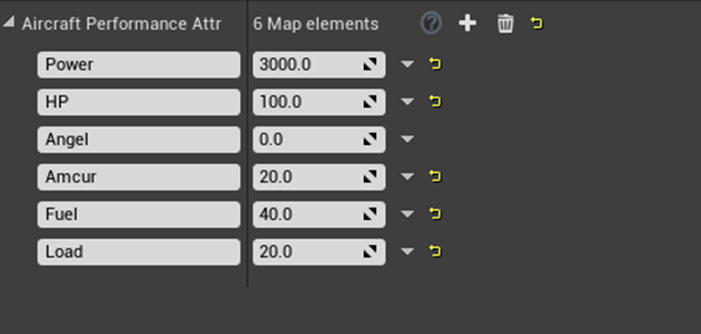 Aircraft Performance Attr 6 Map elements ?
Power 3000.0
HP 100.0
Angel 0.0
Amcur 20.0
Fuel 40.0
Load 20.0